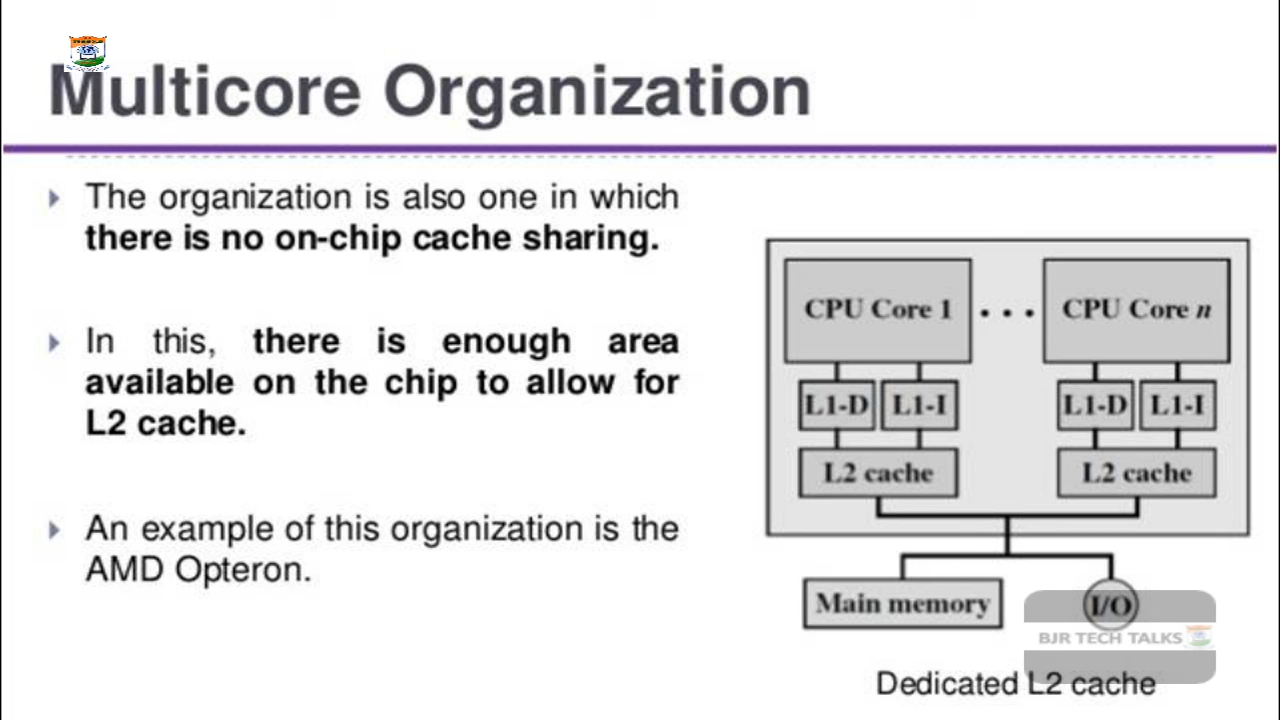 Multicore Organization
The organization is also one in which
there is no on-chip cache sharing.
In this, there is enough area
available on the chip to allow for
L2 cache.
An example of this organization is the
AMD Opteron.
CPU Core 1
. . .
CPU Core n
L1-D
L1-I
L1-D
L1-I
L2 cache
L2 cache
Main memory
I/O
BJR TECH TALKS
Dedicated L2 cache